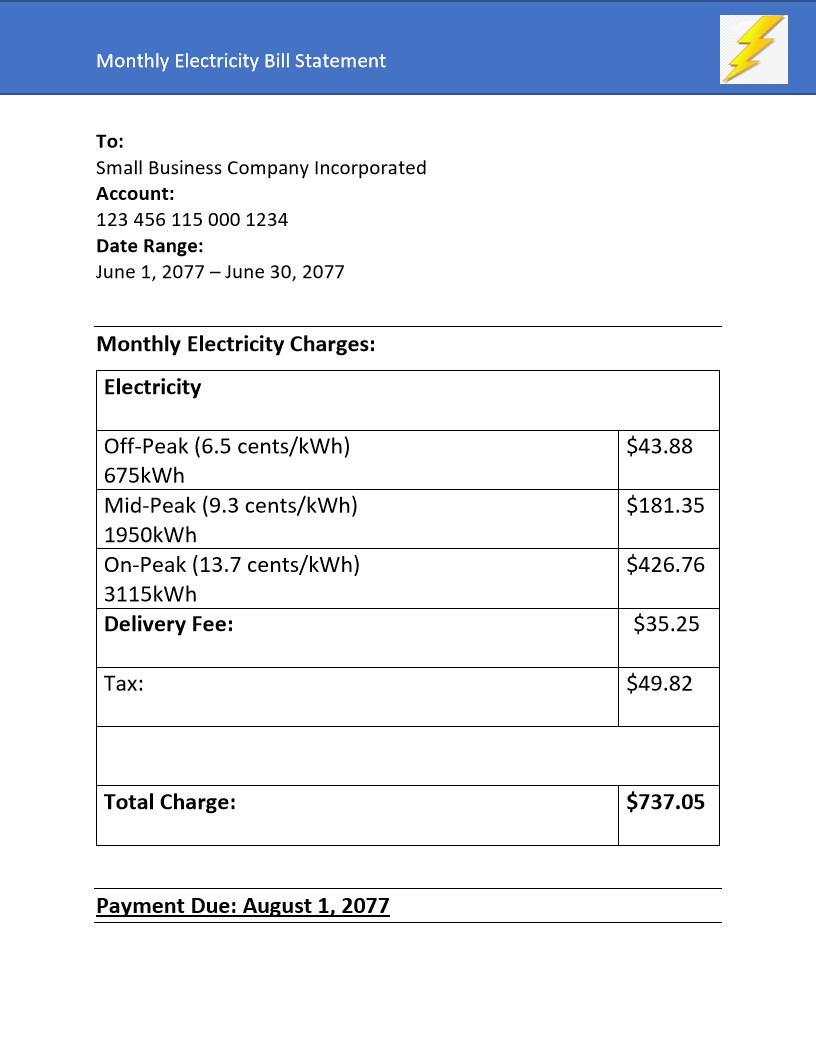 Monthly Electricity Bill Statement
To:
Small Business Company Incorporated
Account:
123 456 115 000 1234
Date Range:
June 1, 2077 – June 30, 2077
Monthly Electricity Charges:
Electricity
Off-Peak (6.5 cents/kWh) $43.88
675kWh
Mid-Peak (9.3 cents/kWh) $181.35
1950kWh
On-Peak (13.7 cents/kWh) $426.76
3115kWh
Delivery Fee: $35.25
Tax: $49.82
Total Charge: $737.05
Payment Due: August 1, 2077